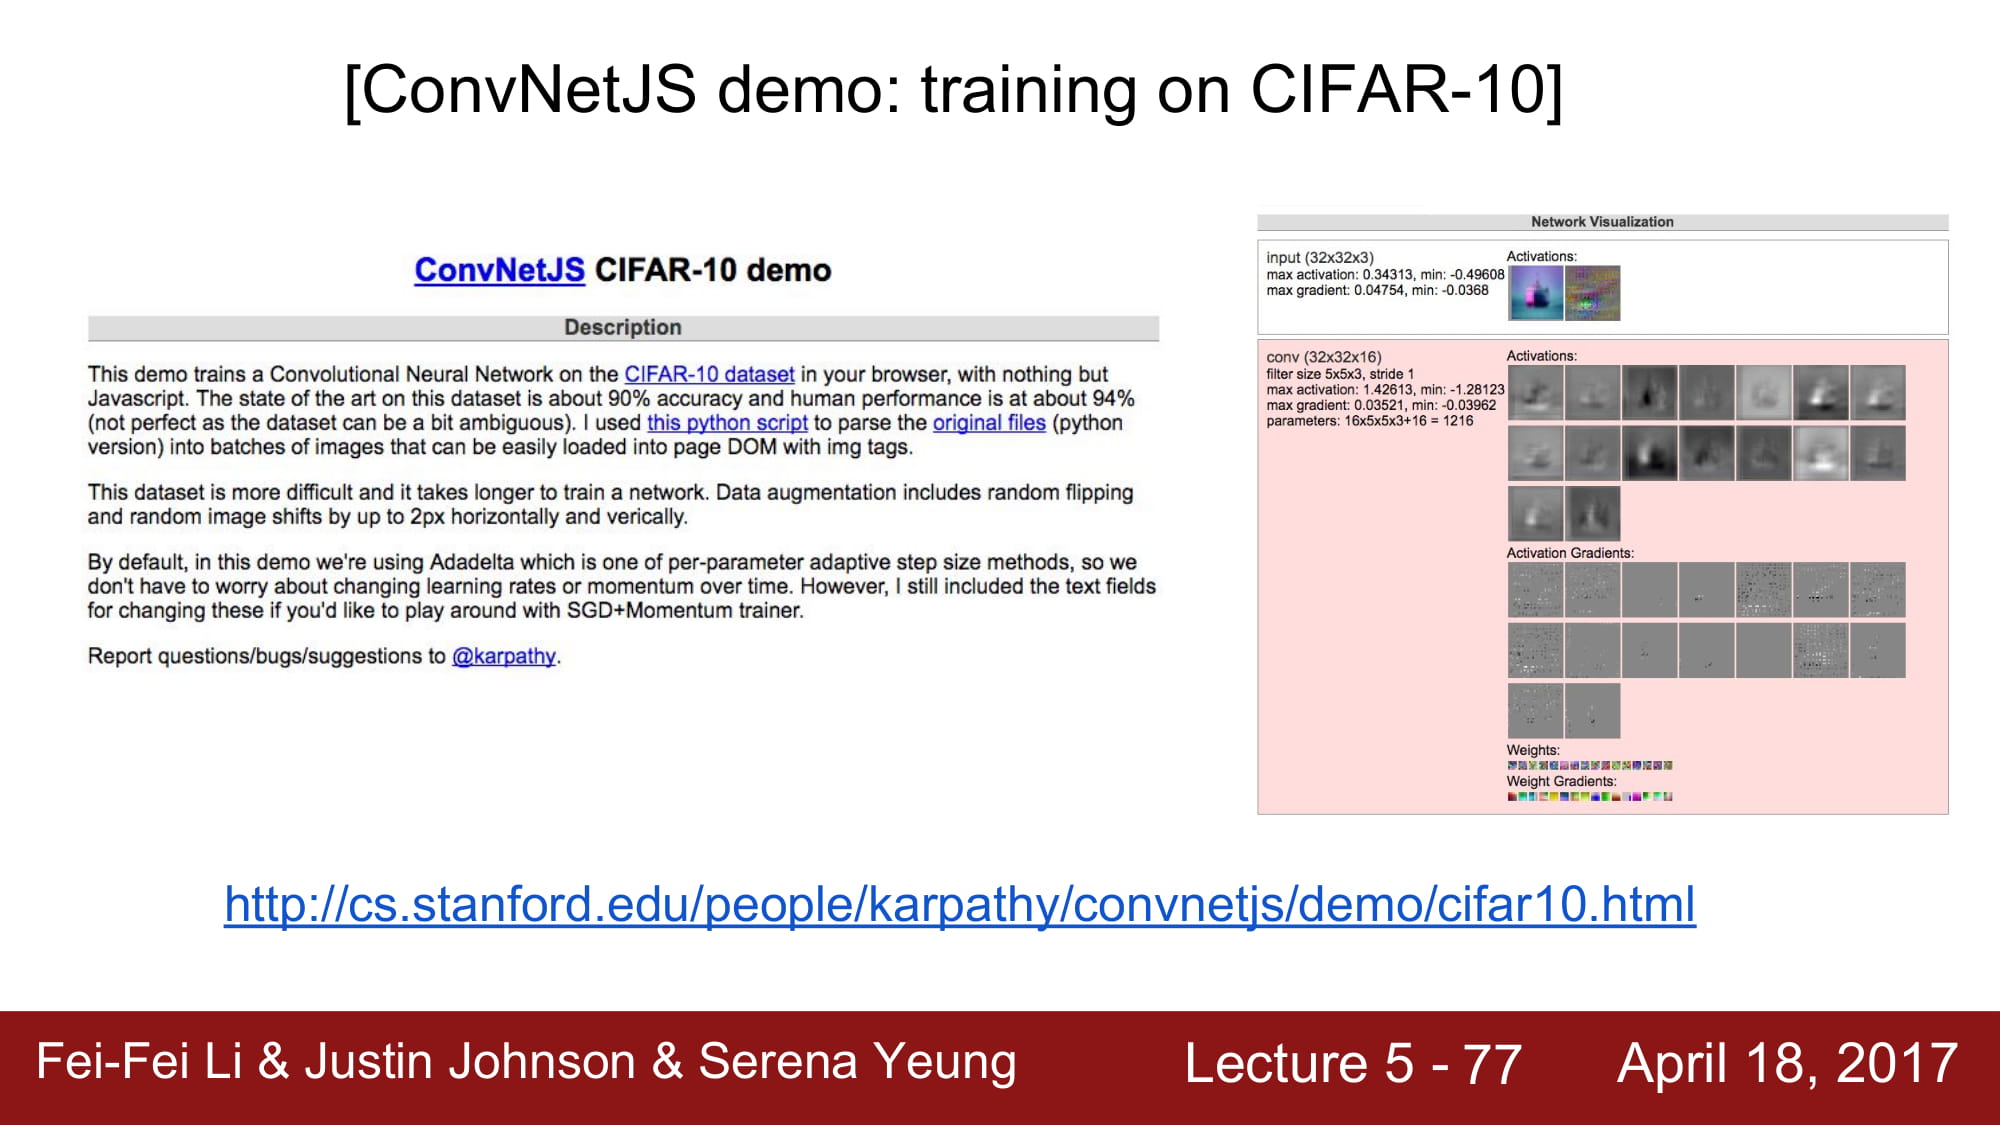 [ConvNetJS demo: training on CIFAR-10]
ConvNetJS CIFAR-10 demo
Description
This demo trains a Convolutional Neural Network on the CIFAR-10 dataset in your browser, with nothing but
Javascript. The state of the art on this dataset is about 90% accuracy and human performance is at about 94%
(not perfect as the dataset can be a bit ambiguous). I used this python script to parse the original files (python
version) into batches of images that can be easily loaded into page DOM with img tags.
This dataset is more difficult and it takes longer to train a network. Data augmentation includes random flipping
and random image shifts by up to 2px horizontally and verically.
By default, in this demo we're using Adadelta which is one of per-parameter adaptive step size methods, so we
don't have to worry about changing learning rates or momentum over time. However, I still included the text fields
for changing these if you'd like to play around with SGD+Momentum trainer.
Report questions/bugs/suggestions to @karpathy.
Network Visualization
input (32x32x3)
max activation: 0.34313, min: -0.49608
max gradient: 0.04754, min: -0.0368
Activations:
conv (32x32x16)
filter size 5x5x3, stride 1
max activation: 1.42613, min: -1.28123
max gradient: 0.03521, min: -0.03962
parameters: 16x5x5x3+16 = 1216
Activations:
Activation Gradients:
Weights:
Weight Gradients:
http://cs.stanford.edu/people/karpathy/convnetjs/demo/cifar10.html
Fei-Fei Li & Justin Johnson & Serena Yeung
Lecture 5 - 77
April 18, 2017